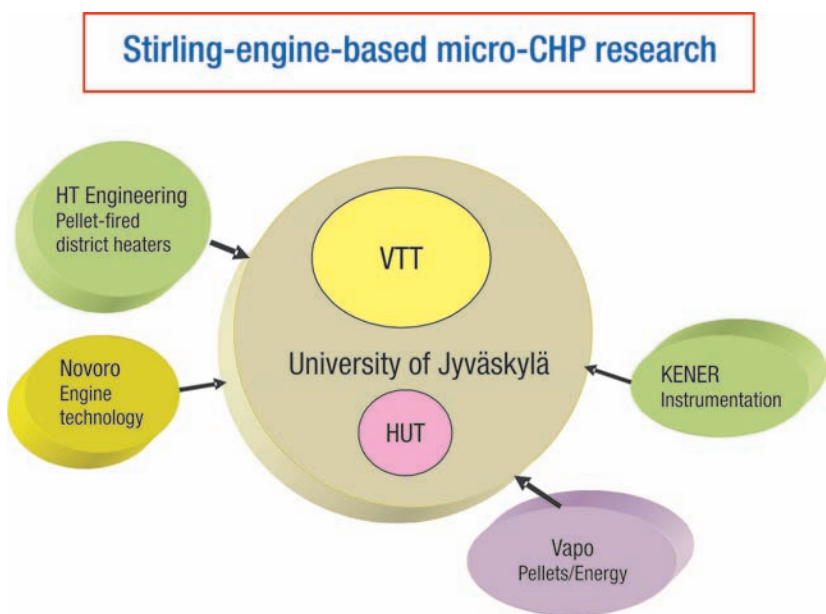 Stirling-engine-based micro-CHP research
HT Engineering
Pellet-fired
district heaters
VTT
Novoro
Engine
technology
University of Jyväskylä
HUT
KENER
Instrumentation
Vapo
Pellets/Energy